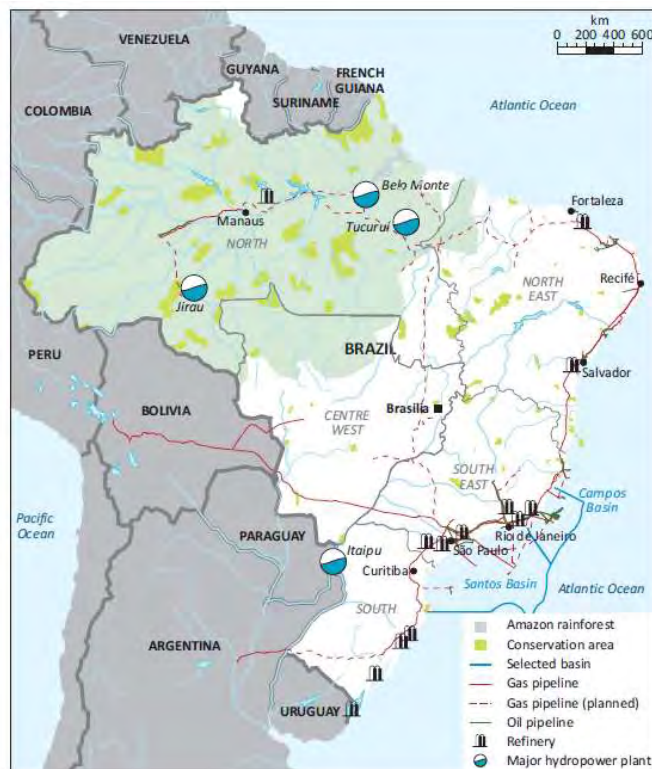 km
0 200 400 600
VENEZUELA
GUYANA
FRENCH
GUIANA
SURINAME
COLOMBIA
Atlantic Ocean
Belo Monte
Fortaleza
Manaus
Tucurui
NORTH
NORTH
EAST
Recifé
Jirau
BRAZIL
PERU
Salvador
BOLIVIA
Brasilia
CENTRE
WEST
SOUTH
EAST
Campos
Basin
Pacific
Ocean
PARAGUAY
Itaipu
Rio de Janeiro
São Paulo
Curitiba
Santos Basin
Atlantic Ocean
SOUTH
ARGENTINA
URUGUAY
Amazon rainforest
Conservation area
Selected basin
Gas pipeline
Gas pipeline (planned)
Oil pipeline
Refinery
Major hydropower plant